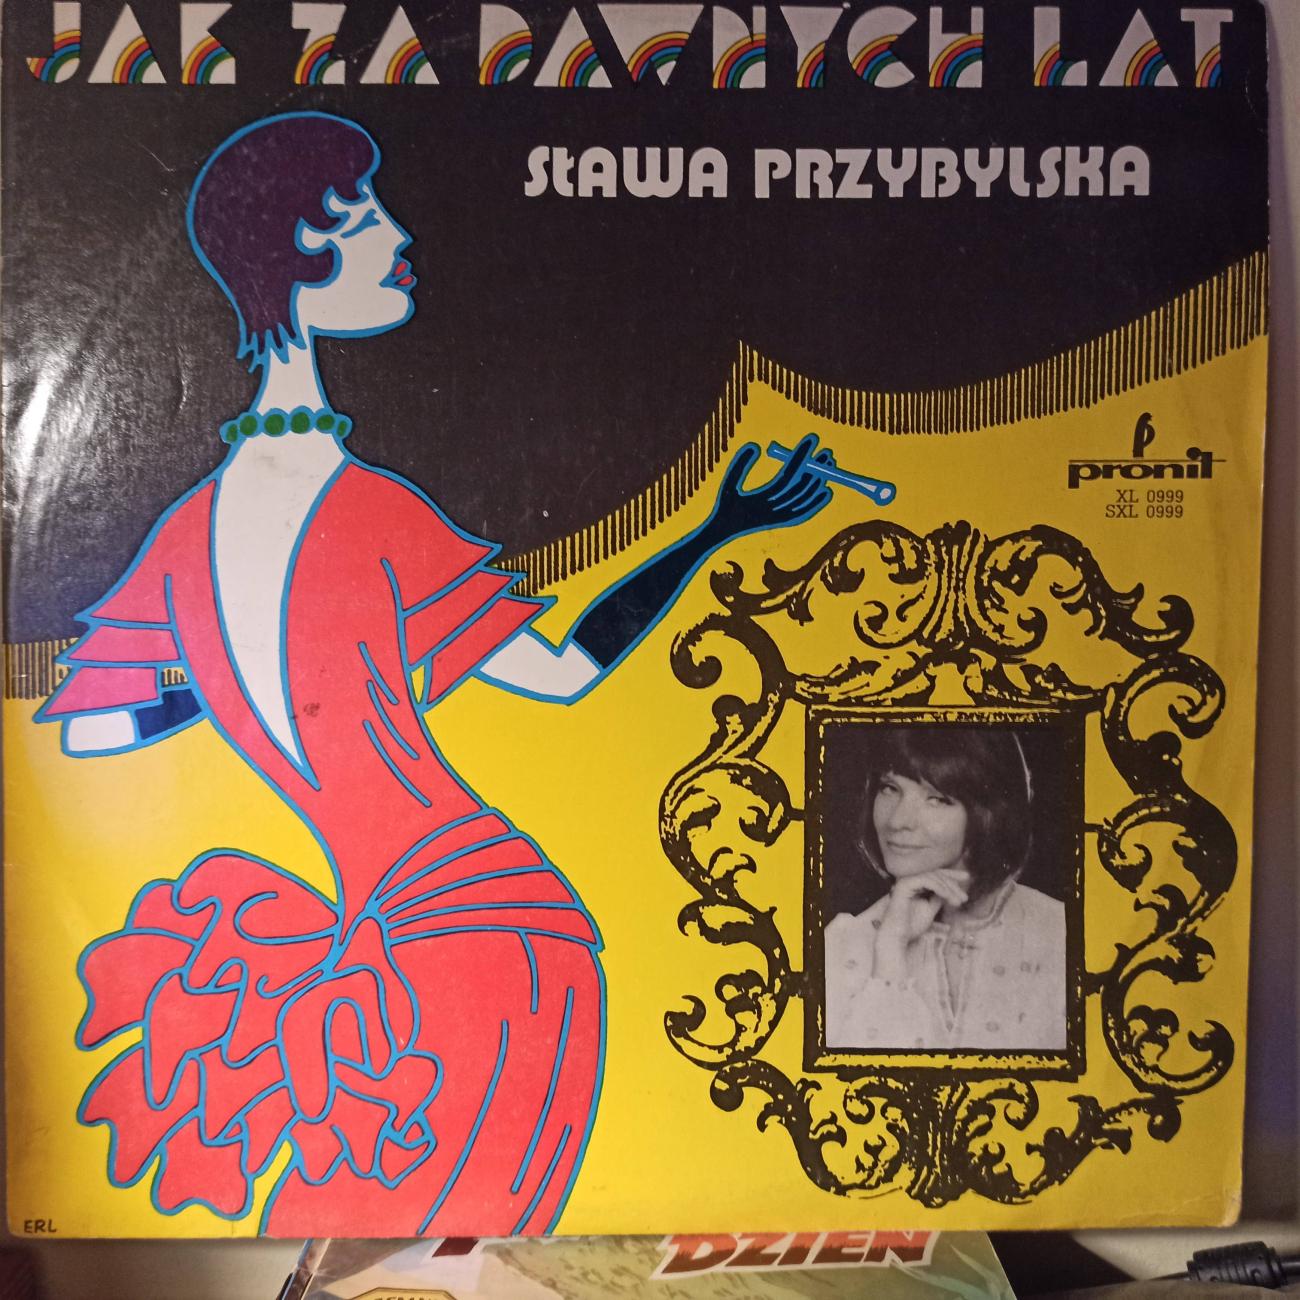 JAK ZA DAWNYCH LAT
SŁAWA PRZYBYLSKA
pronit
XL 0999
SXL 0999
ERL
DZIEŃ